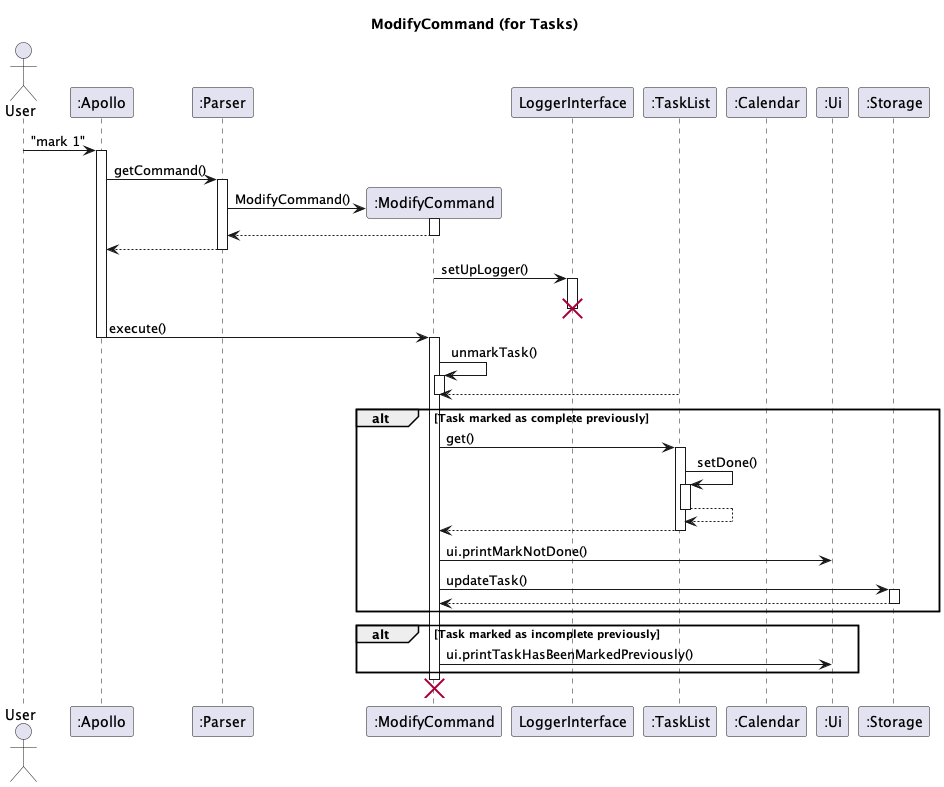 ModifyCommand (for Tasks)
User
:Apollo
:Parser
LoggerInterface
:TaskList
:Calendar
:Ui
:Storage
"mark 1"
getCommand()
ModifyCommand()
:ModifyCommand
setUpLogger()
execute()
unmarkTask()
alt
[Task marked as complete previously]
get()
setDone()
ui.printMarkNotDone()
updateTask()
alt
[Task marked as incomplete previously]
ui.printTaskHasBeenMarkedPreviously()
User
:Apollo
:Parser
:ModifyCommand
LoggerInterface
:TaskList
:Calendar
:Ui
:Storage